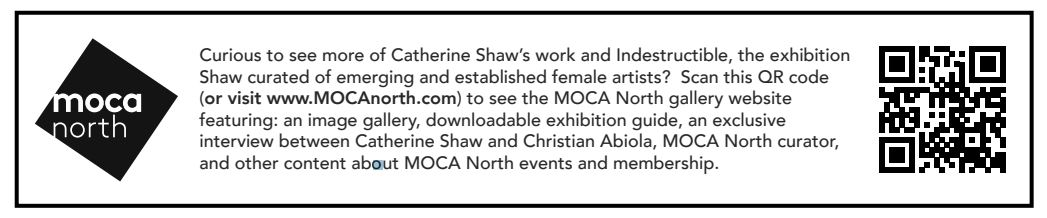 moca
north
Curious to see more of Catherine Shaw's work and Indestructible, the exhibition
Shaw curated of emerging and established female artists?  Scan this QR code
(or visit www.MOCAnorth.com) to see the MOCA North gallery website
featuring: an image gallery, downloadable exhibition guide, an exclusive
interview between Catherine Shaw and Christian Abiola, MOCA North curator,
and other content about MOCA North events and membership.